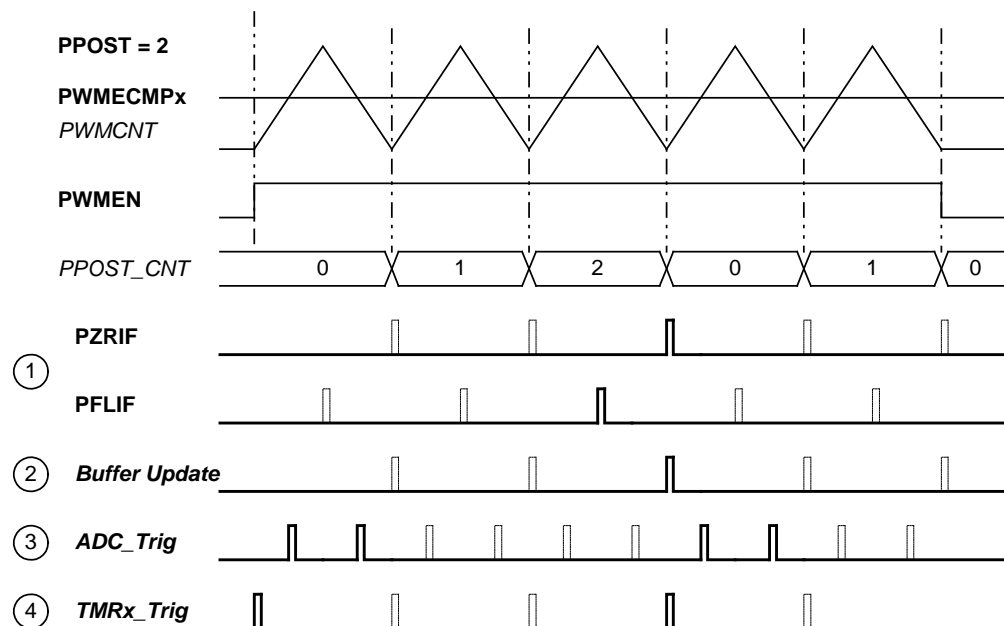 PPOST = 2
PWMECMPx
PWMCNT
PWMEN
PPOST_CNT 0 1 2 0 1 0
PZRIF
1
PFLIF
2 Buffer Update
3 ADC_Trig
4 TMRx_Trig